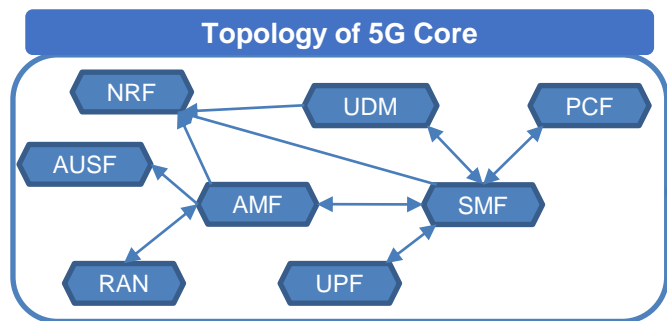 Topology of 5G Core
NRF
UDM
PCF
AUSF
AMF
SMF
RAN
UPF